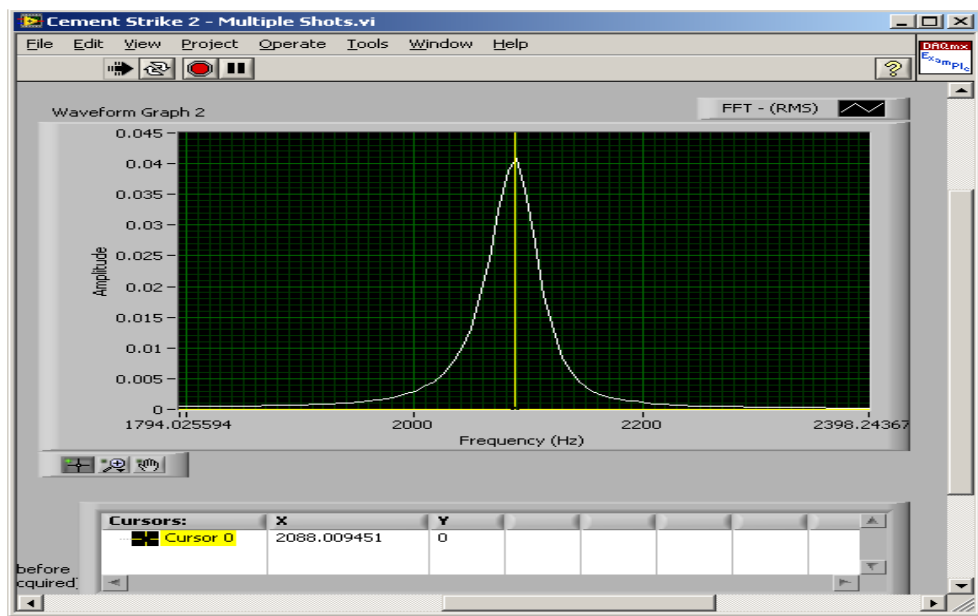 Cement Strike 2 - Multiple Shots.vi
File Edit View Project Operate Tools Window Help
DAQmx
Example
?
Waveform Graph 2
FFT - (RMS)
0.045
0.04
0.035
0.03
0.025
0.02
0.015
0.01
0.005
0
Amplitude
1794.025594 2000 2200 2398.24367
Frequency (Hz)
Cursors: X Y
Cursor 0 2088.009451 0
before
cquired